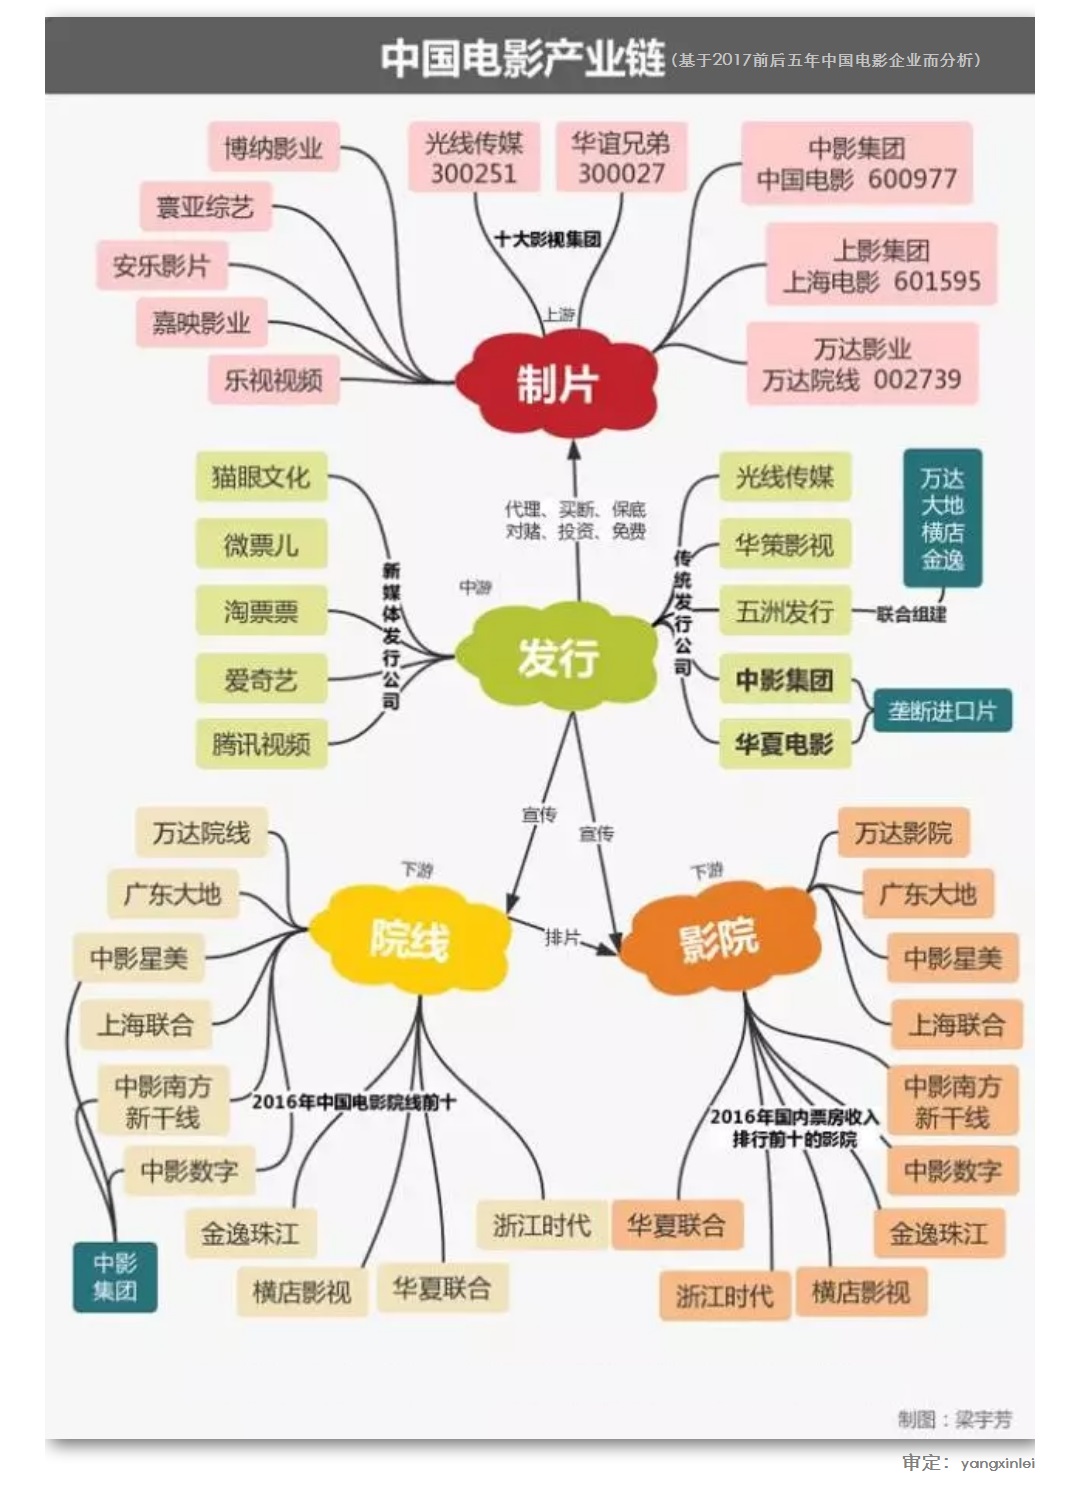 中国电影产业链(基于2017前后五年中国电影企业而分析)
博纳影业
寰亚综艺
安乐影片
嘉映影业
乐视视频
光线传媒
300251
华谊兄弟
300027
十大影视集团
中影集团
中国电影 600977
上影集团
上海电影 601595
万达影业
万达院线 002739
上游
制片
代理、买断、保底
对赌、投资、免费
猫眼文化
微票儿
淘票票
爱奇艺
腾讯视频
新媒体发行公司
中游
发行
传统发行公司
光线传媒
华策影视
五洲发行
中影集团
华夏电影
万达
大地
横店
金逸
联合组建
垄断进口片
宣传
宣传
下游
院线
排片
下游
影院
万达院线
广东大地
中影星美
上海联合
中影南方
新干线
中影数字
中影
集团
金逸珠江
横店影视
华夏联合
浙江时代
2016年中国电影院线前十
万达影院
广东大地
中影星美
上海联合
中影南方
新干线
中影数字
金逸珠江
横店影视
浙江时代
华夏联合
2016年国内票房收入
排行前十的影院
制图：梁宇芳
审定：yangxinlei